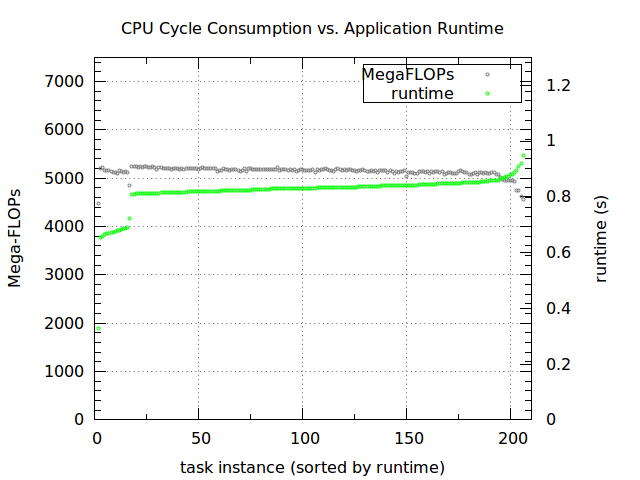 CPU Cycle Consumption vs. Application Runtime
MegaFLOPs
runtime
7000
6000
5000
4000
3000
2000
1000
0
Mega-FLOPs
1.2
1
0.8
0.6
0.4
0.2
0
runtime (s)
0 50 100 150 200
task instance (sorted by runtime)